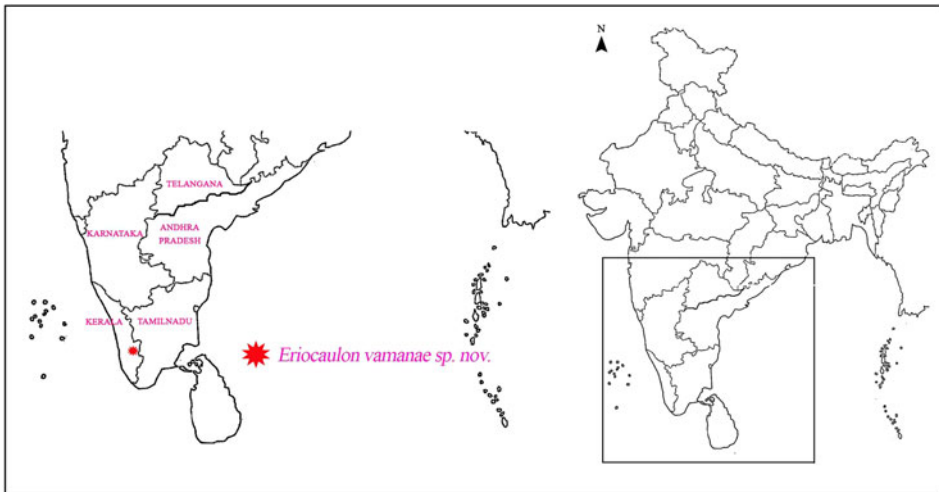 N
TELANGANA
KARNATAKA
ANDHRA
PRADESH
KERALA
TAMILNADU
Eriocaulon vamanae sp. nov.